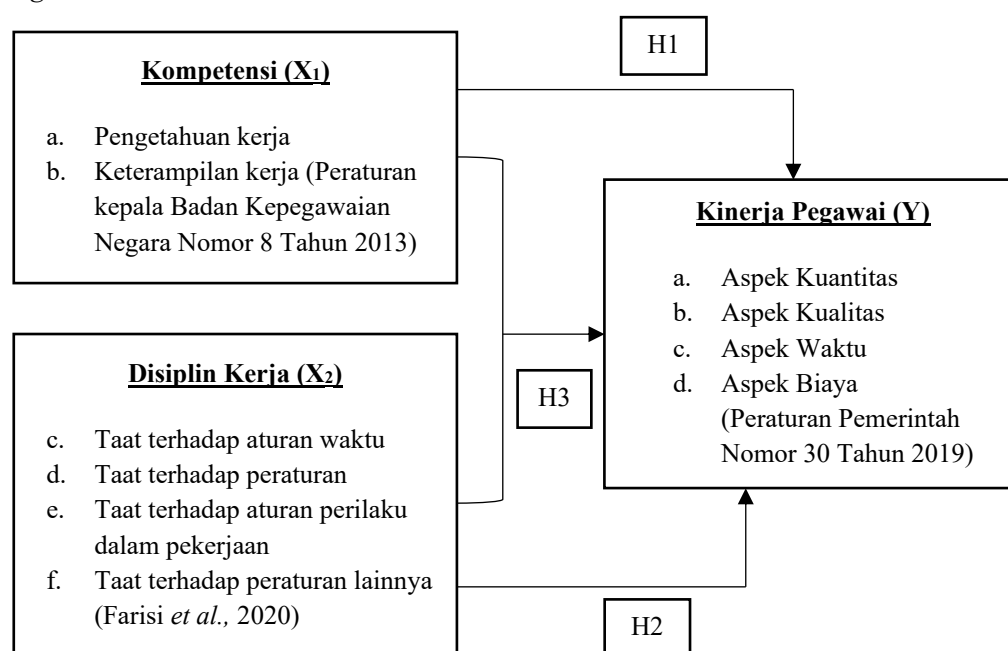 H1
Kompetensi (X1)
a. Pengetahuan kerja
b. Keterampilan kerja (Peraturan
kepala Badan Kepegawaian
Negara Nomor 8 Tahun 2013)
Kinerja Pegawai (Y)
a. Aspek Kuantitas
b. Aspek Kualitas
c. Aspek Waktu
d. Aspek Biaya
(Peraturan Pemerintah
Nomor 30 Tahun 2019)
H3
Disiplin Kerja (X2)
c. Taat terhadap aturan waktu
d. Taat terhadap peraturan
e. Taat terhadap aturan perilaku
dalam pekerjaan
f. Taat terhadap peraturan lainnya
(Farisi et al., 2020)
H2